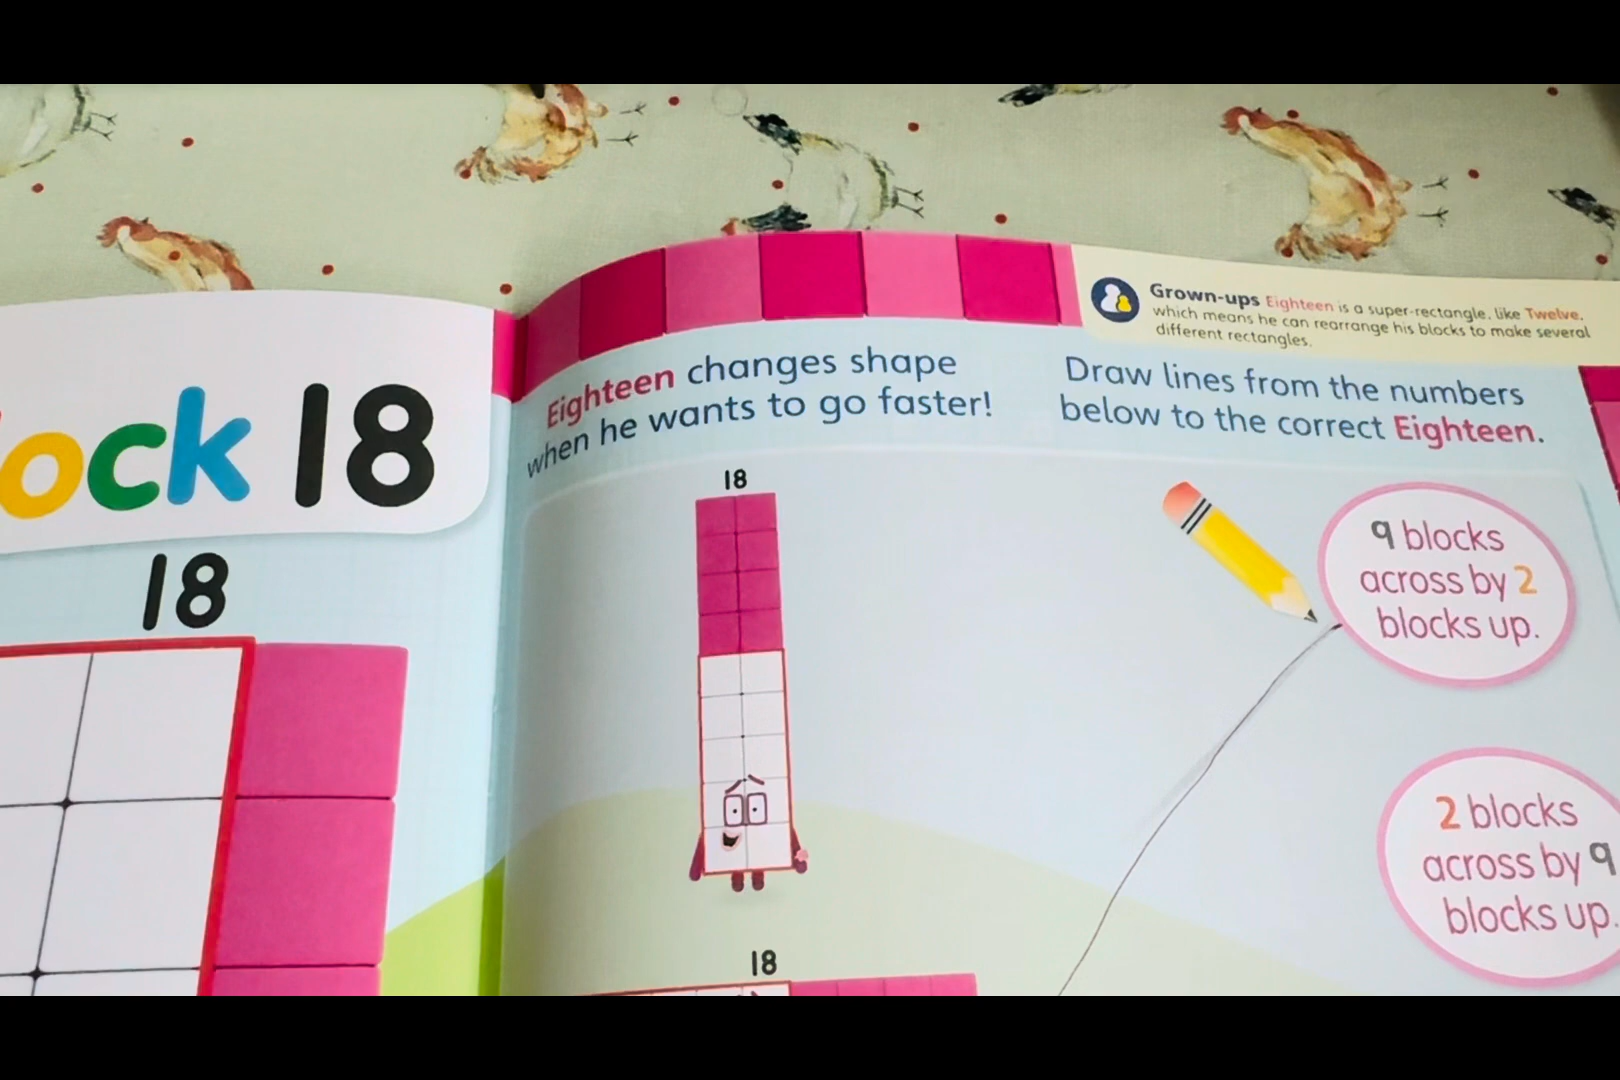 ock 18
18
Grown-ups Eighteen is a super-rectangle, like Twelve,
which means he can rearrange his blocks to make several
different rectangles.
Eighteen changes shape
when he wants to go faster!
Draw lines from the numbers
below to the correct Eighteen.
18
9 blocks
across by 2
blocks up.
2 blocks
across by 9
blocks up.
18